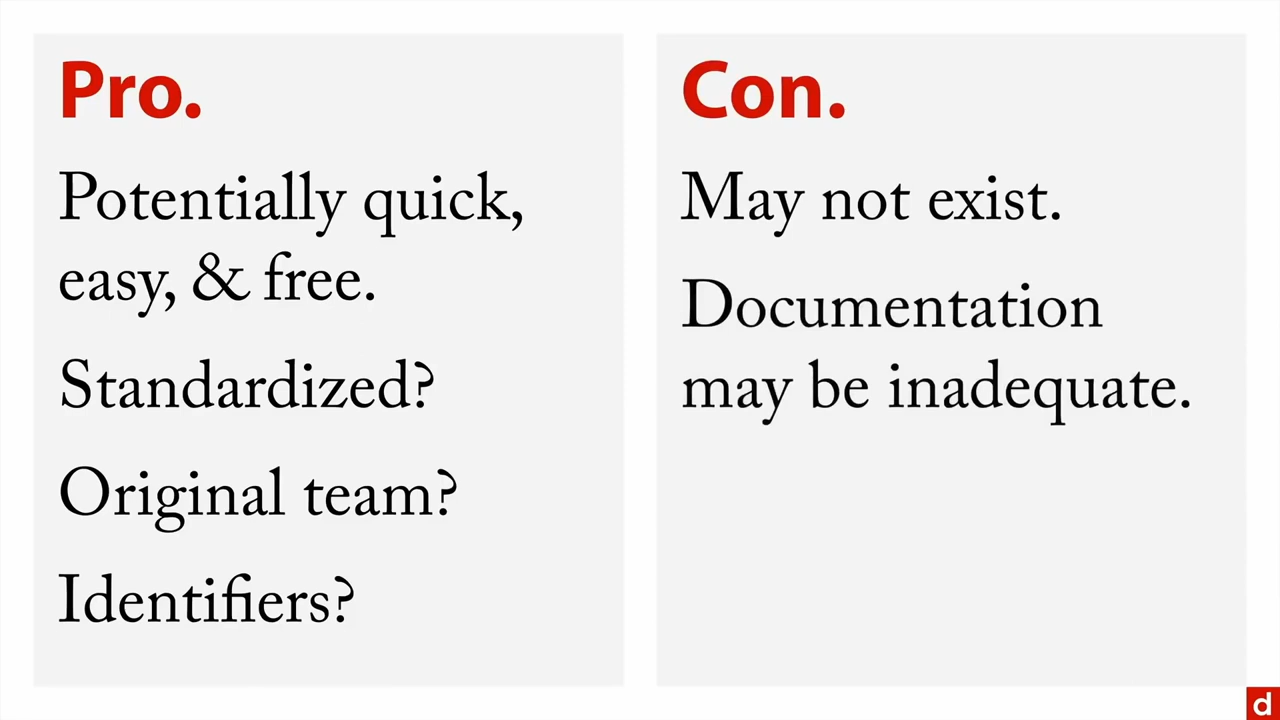 Pro.
Potentially quick,
easy, & free.
Standardized?
Original team?
Identifiers?
Con.
May not exist.
Documentation
may be inadequate.
d